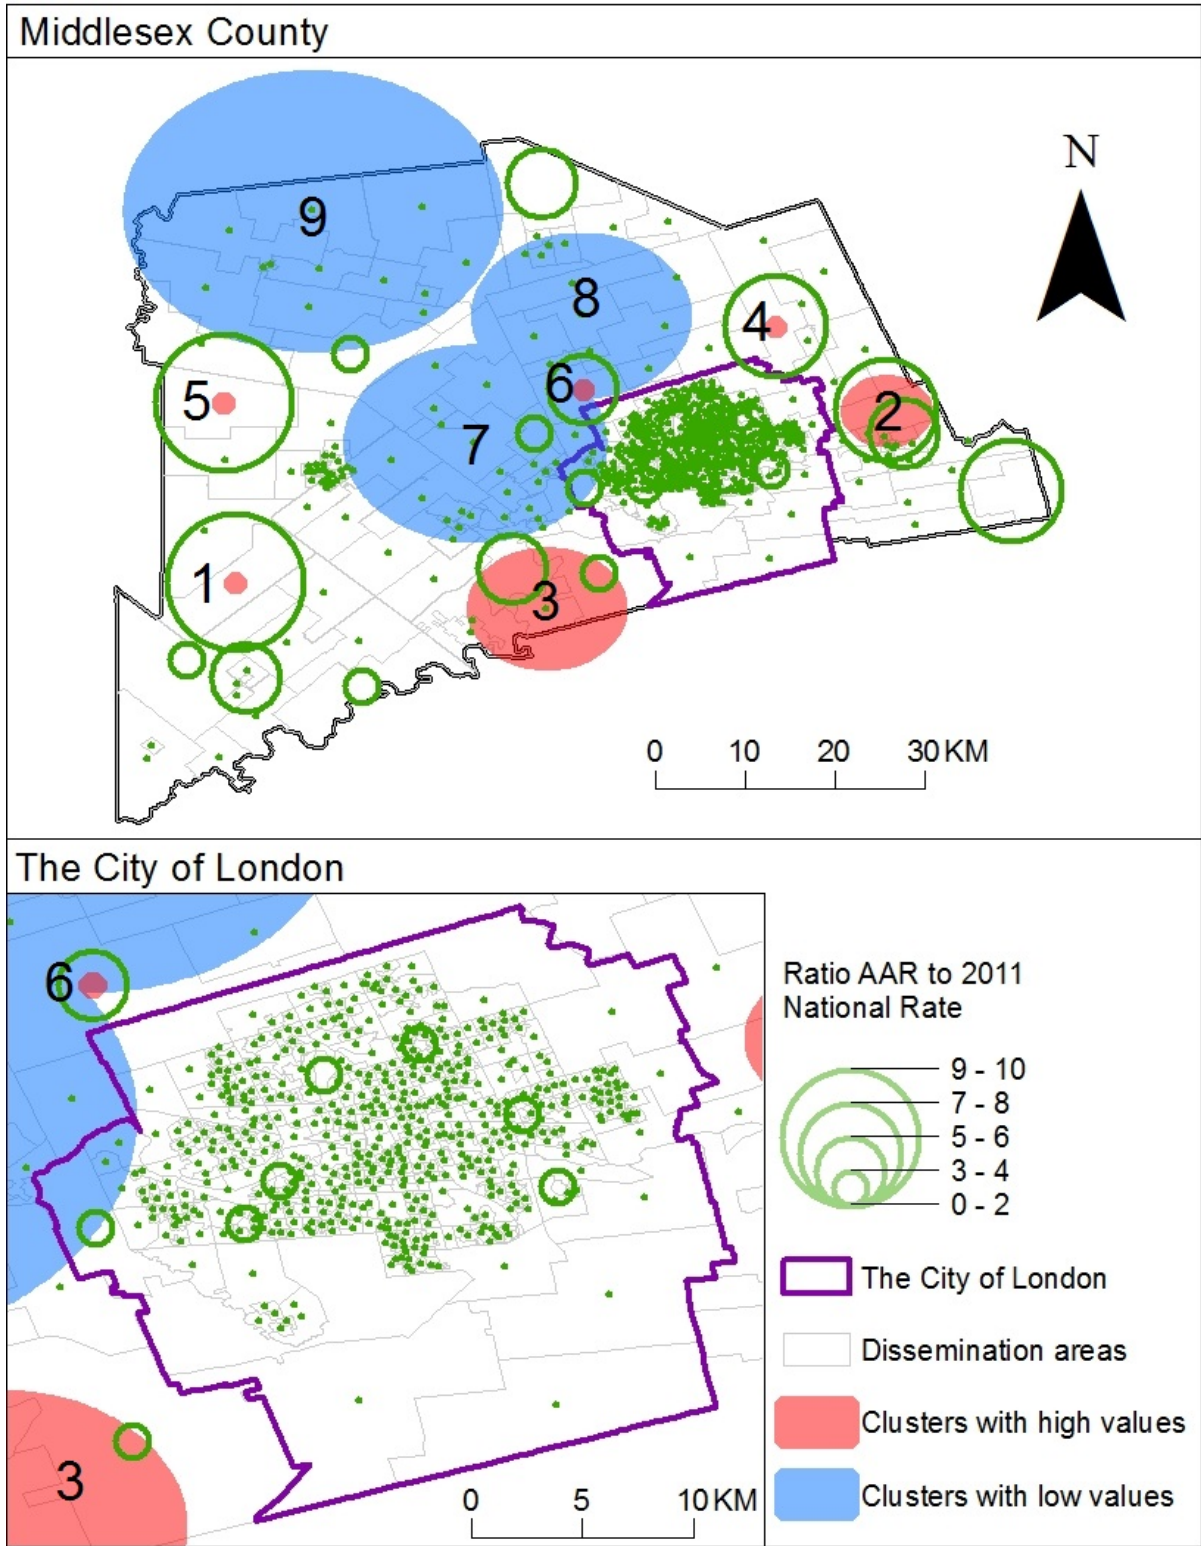 Middlesex County
N
9
8
4
6
5
2
7
1
3
0 10 20 30 KM
The City of London
6
3
0 5 10 KM
Ratio AAR to 2011
National Rate
9 - 10
7 - 8
5 - 6
3 - 4
0 - 2
The City of London
Dissemination areas
Clusters with high values
Clusters with low values